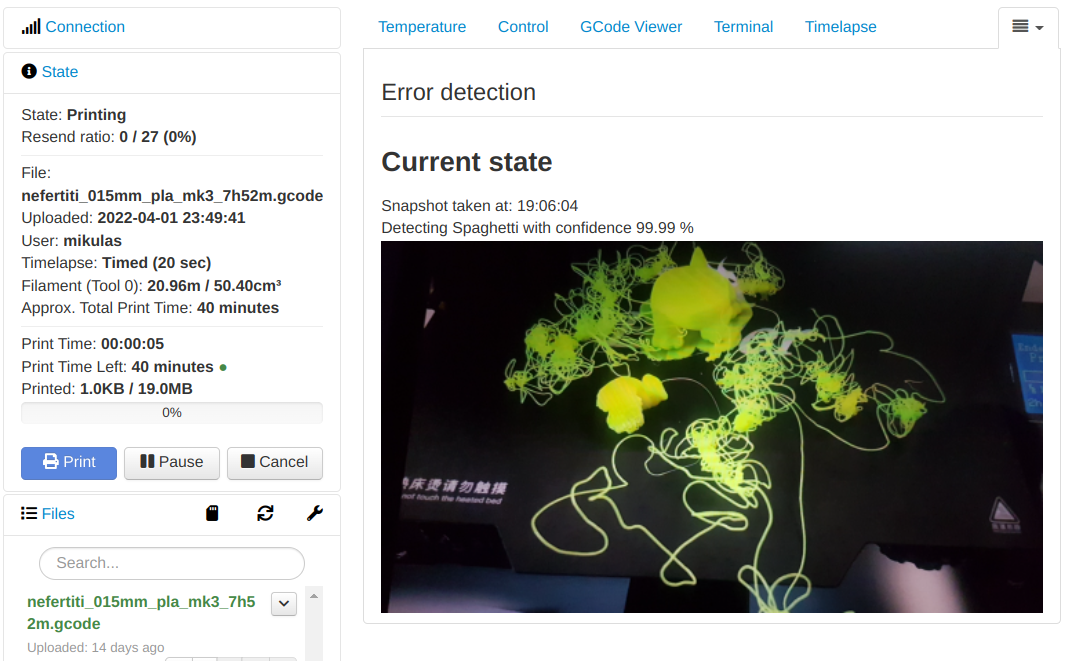 Connection
State
State: Printing
Resend ratio: 0 / 27 (0%)
File:
nefertiti_015mm_pla_mk3_7h52m.gcode
Uploaded: 2022-04-01 23:49:41
User: mikulas
Timelapse: Timed (20 sec)
Filament (Tool 0): 20.96m / 50.40cm³
Approx. Total Print Time: 40 minutes
Print Time: 00:00:05
Print Time Left: 40 minutes
Printed: 1.0KB / 19.0MB
0%
Print
Pause
Cancel
Files
Search...
nefertiti_015mm_pla_mk3_7h5
2m.gcode
Uploaded: 14 days ago
Temperature
Control
GCode Viewer
Terminal
Timelapse
Error detection
Current state
Snapshot taken at: 19:06:04
Detecting Spaghetti with confidence 99.99 %
床烫请勿触摸
not touch the heated bed